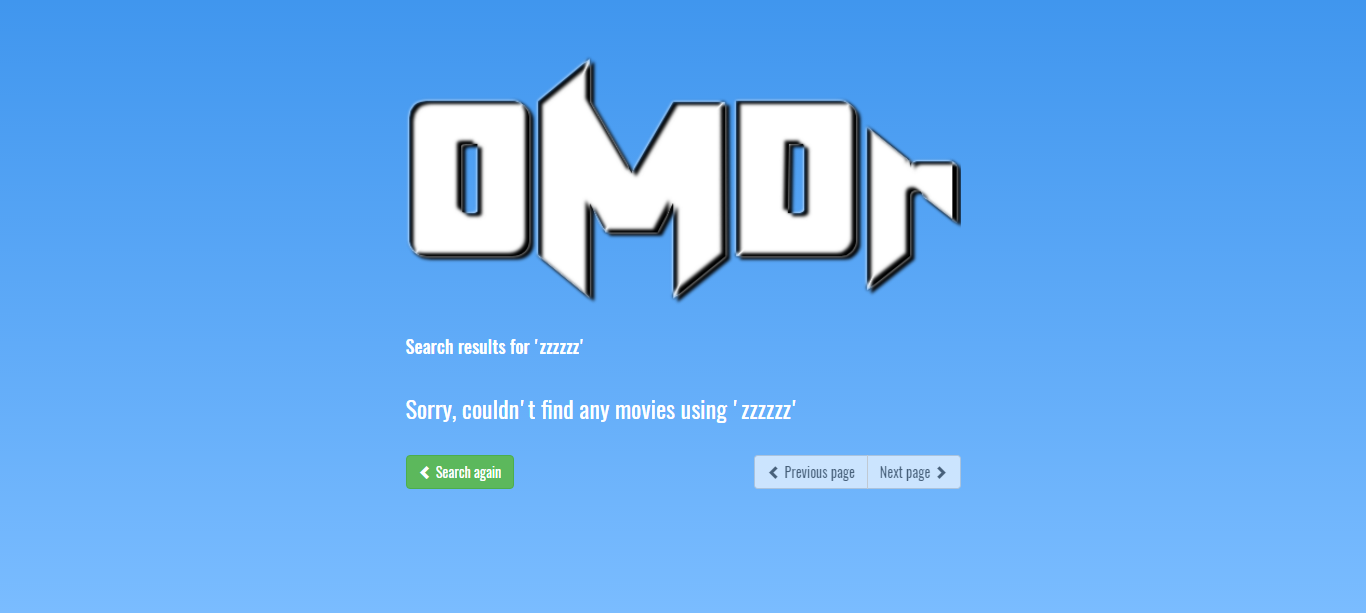 OMDr
Search results for 'zzzzzz'
Sorry, couldn't find any movies using 'zzzzzz'
Search again
Previous page
Next page